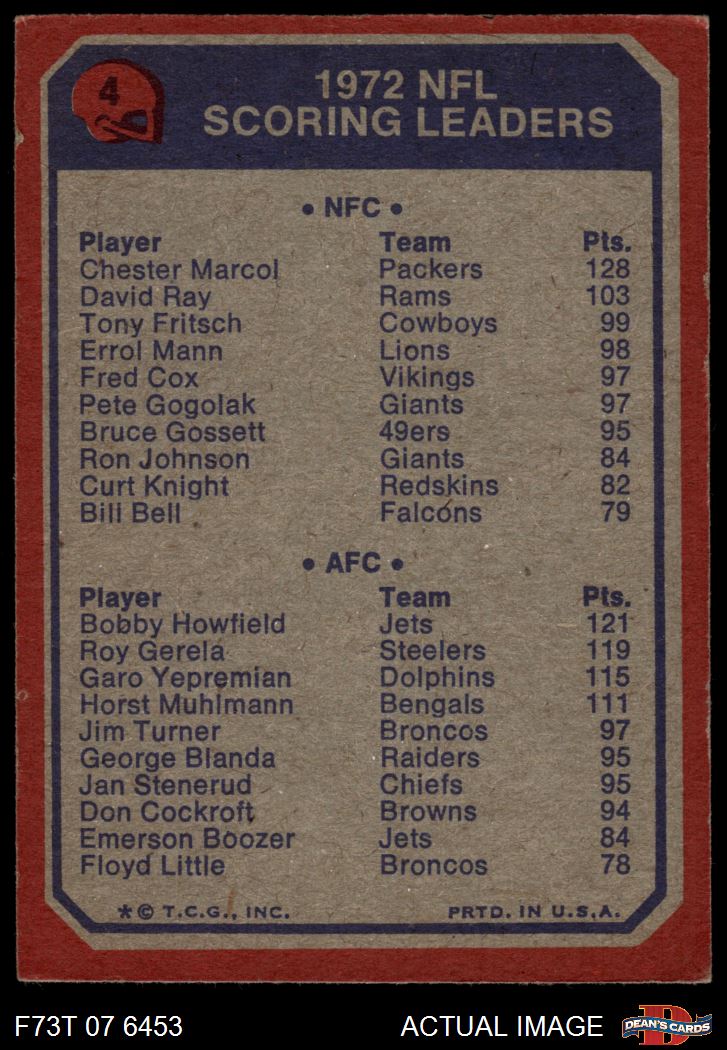 4
1972 NFL
SCORING LEADERS
• NFC •
Player Team Pts.
Chester Marcol Packers 128
David Ray Rams 103
Tony Fritsch Cowboys 99
Errol Mann Lions 98
Fred Cox Vikings 97
Pete Gogolak Giants 97
Bruce Gossett 49ers 95
Ron Johnson Giants 84
Curt Knight Redskins 82
Bill Bell Falcons 79
• AFC •
Player Team Pts.
Bobby Howfield Jets 121
Roy Gerela Steelers 119
Garo Yepremian Dolphins 115
Horst Muhlmann Bengals 111
Jim Turner Broncos 97
George Blanda Raiders 95
Jan Stenerud Chiefs 95
Don Cockroft Browns 94
Emerson Boozer Jets 84
Floyd Little Broncos 78
*© T.C.G., INC. PRTD. IN U.S.A.
F73T 07 6453 ACTUAL IMAGE D DEAN'S CARDS